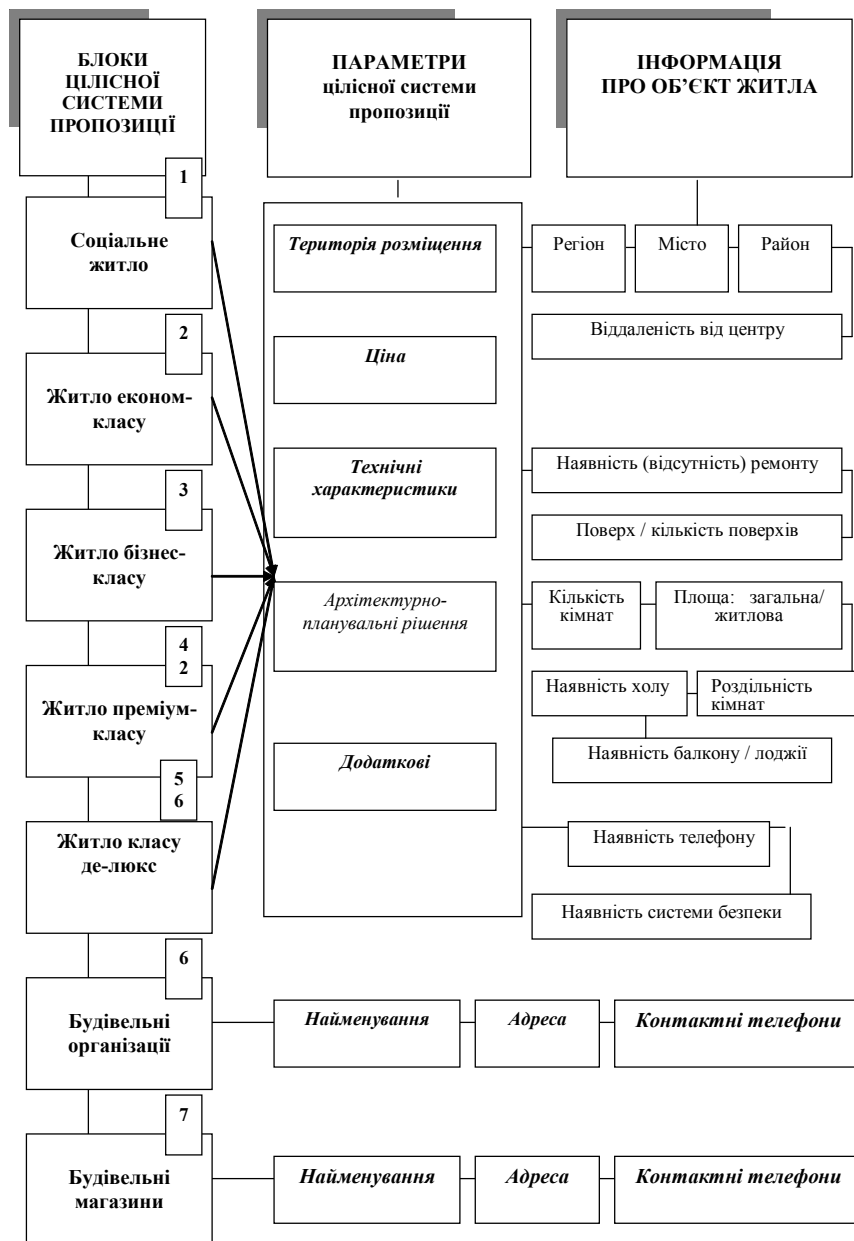 БЛОКИ
ЦІЛІСНОЇ
СИСТЕМИ
ПРОПОЗИЦІЇ
ПАРАМЕТРИ
цілісної системи
пропозиції
ІНФОРМАЦІЯ
ПРО ОБ’ЄКТ ЖИТЛА
1
Соціальне
житло
Територія розміщення
Регіон
Місто
Район
Віддаленість від центру
2
Житло економ-
класу
Ціна
Технічні
характеристики
Наявність (відсутність) ремонту
Поверх / кількість поверхів
3
Житло бізнес-
класу
Архітектурно-
планувальні рішення
Кількість
кімнат
Площа: загальна/
житлова
4
2
Житло преміум-
класу
Наявність холу
Роздільність
кімнат
Наявність балкону / лоджії
Додаткові
5
6
Житло класу
де-люкс
Наявність телефону
Наявність системи безпеки
6
Будівельні
організації
Найменування
Адреса
Контактні телефони
7
Будівельні
магазини
Найменування
Адреса
Контактні телефони